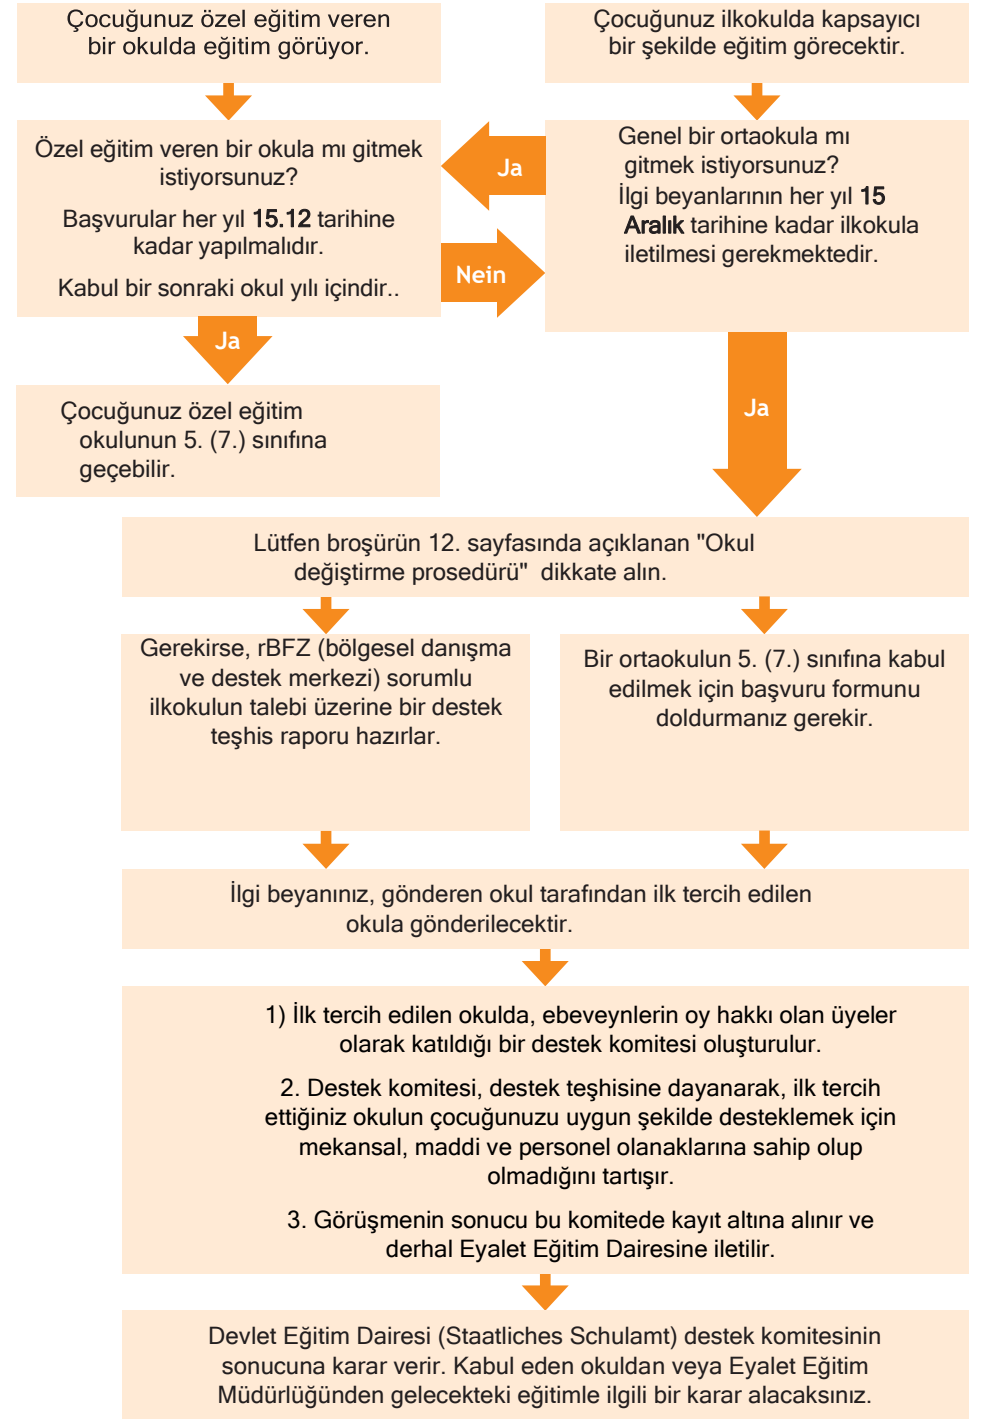 Çocuğunuz özel eğitim veren
bir okulda eğitim görüyor.
Çocuğunuz ilkokulda kapsayıcı
bir şekilde eğitim görecektir.
Özel eğitim veren bir okula mı gitmek
istiyorsunuz?
Başvurular her yıl 15.12 tarihine
kadar yapılmalıdır.
Kabul bir sonraki okul yılı içindir..
Ja
Nein
Genel bir ortaokula mı
gitmek istiyorsunuz?
İlgi beyanlarının her yıl 15
Aralık tarihine kadar ilkokula
iletilmesi gerekmektedir.
Ja
Ja
Çocuğunuz özel eğitim
okulunun 5. (7.) sınıfına
geçebilir.
Lütfen broşürün 12. sayfasında açıklanan "Okul
değiştirme prosedürü"  dikkate alın.
Gerekirse, rBFZ (bölgesel danışma
ve destek merkezi) sorumlu
ilkokulun talebi üzerine bir destek
teşhis raporu hazırlar.
Bir ortaokulun 5. (7.) sınıfına kabul
edilmek için başvuru formunu
doldurmanız gerekir.
İlgi beyanınız, gönderen okul tarafından ilk tercih edilen
okula gönderilecektir.
1) İlk tercih edilen okulda, ebeveynlerin oy hakkı olan üyeler
olarak katıldığı bir destek komitesi oluşturulur.
2. Destek komitesi, destek teşhisine dayanarak, ilk tercih
ettiğiniz okulun çocuğunuzu uygun şekilde desteklemek için
mekansal, maddi ve personel olanaklarına sahip olup
olmadığını tartışır.
3. Görüşmenin sonucu bu komitede kayıt altına alınır ve
derhal Eyalet Eğitim Dairesine iletilir.
Devlet Eğitim Dairesi (Staatliches Schulamt) destek komitesinin
sonucuna karar verir. Kabul eden okuldan veya Eyalet Eğitim
Müdürlüğünden gelecekteki eğitimle ilgili bir karar alacaksınız.